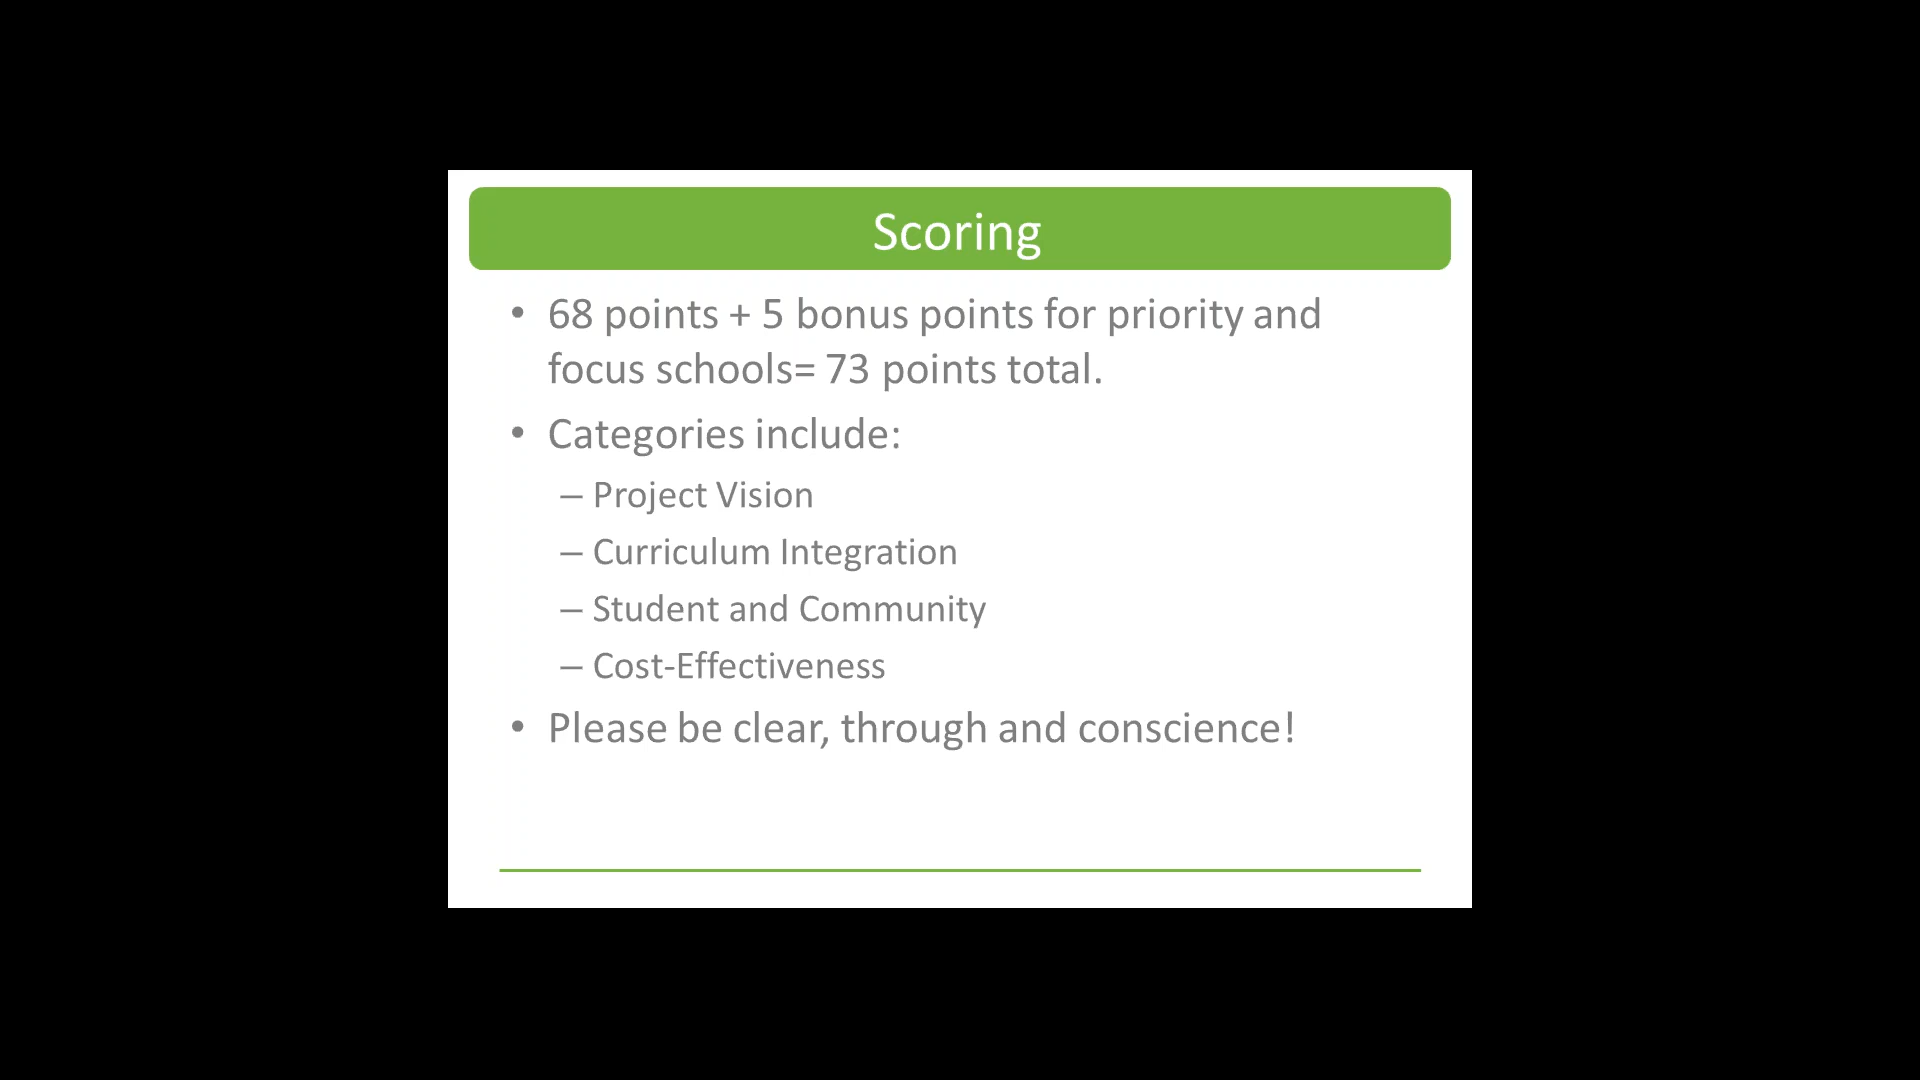 Scoring
• 68 points + 5 bonus points for priority and
focus schools= 73 points total.
• Categories include:
– Project Vision
– Curriculum Integration
– Student and Community
– Cost-Effectiveness
• Please be clear, through and conscience!